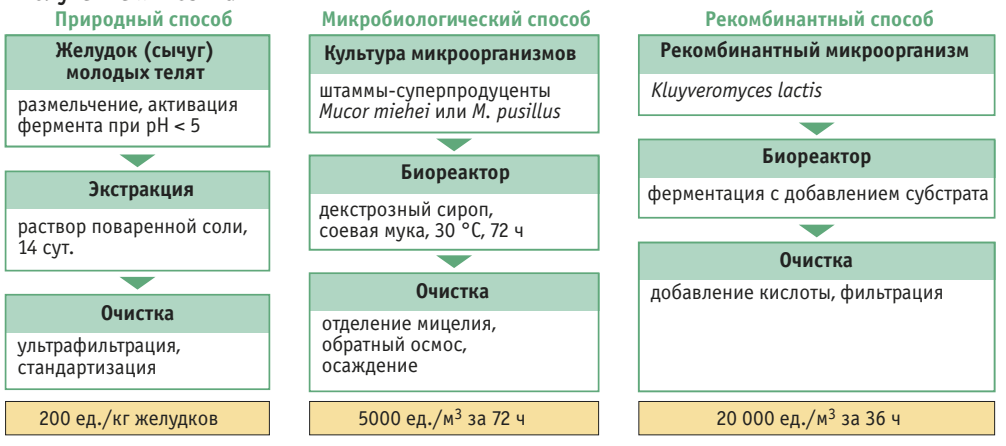 Природный способ
Желудок (сычуг)
молодых телят
размельчение, активация
фермента при pH < 5
Экстракция
раствор поваренной соли,
14 сут.
Очистка
ультрафильтрация,
стандартизация
200 ед./кг желудков
Микробиологический способ
Культура микроорганизмов
штаммы-суперпродуценты
Mucor miehei или M. pusillus
Биореактор
декстрозный сироп,
соевая мука, 30 °C, 72 ч
Очистка
отделение мицелия,
обратный осмос,
осаждение
5000 ед./м³ за 72 ч
Рекомбинантный способ
Рекомбинантный микроорганизм
Kluyveromyces lactis
Биореактор
ферментация с добавлением субстрата
Очистка
добавление кислоты, фильтрация
20 000 ед./м³ за 36 ч